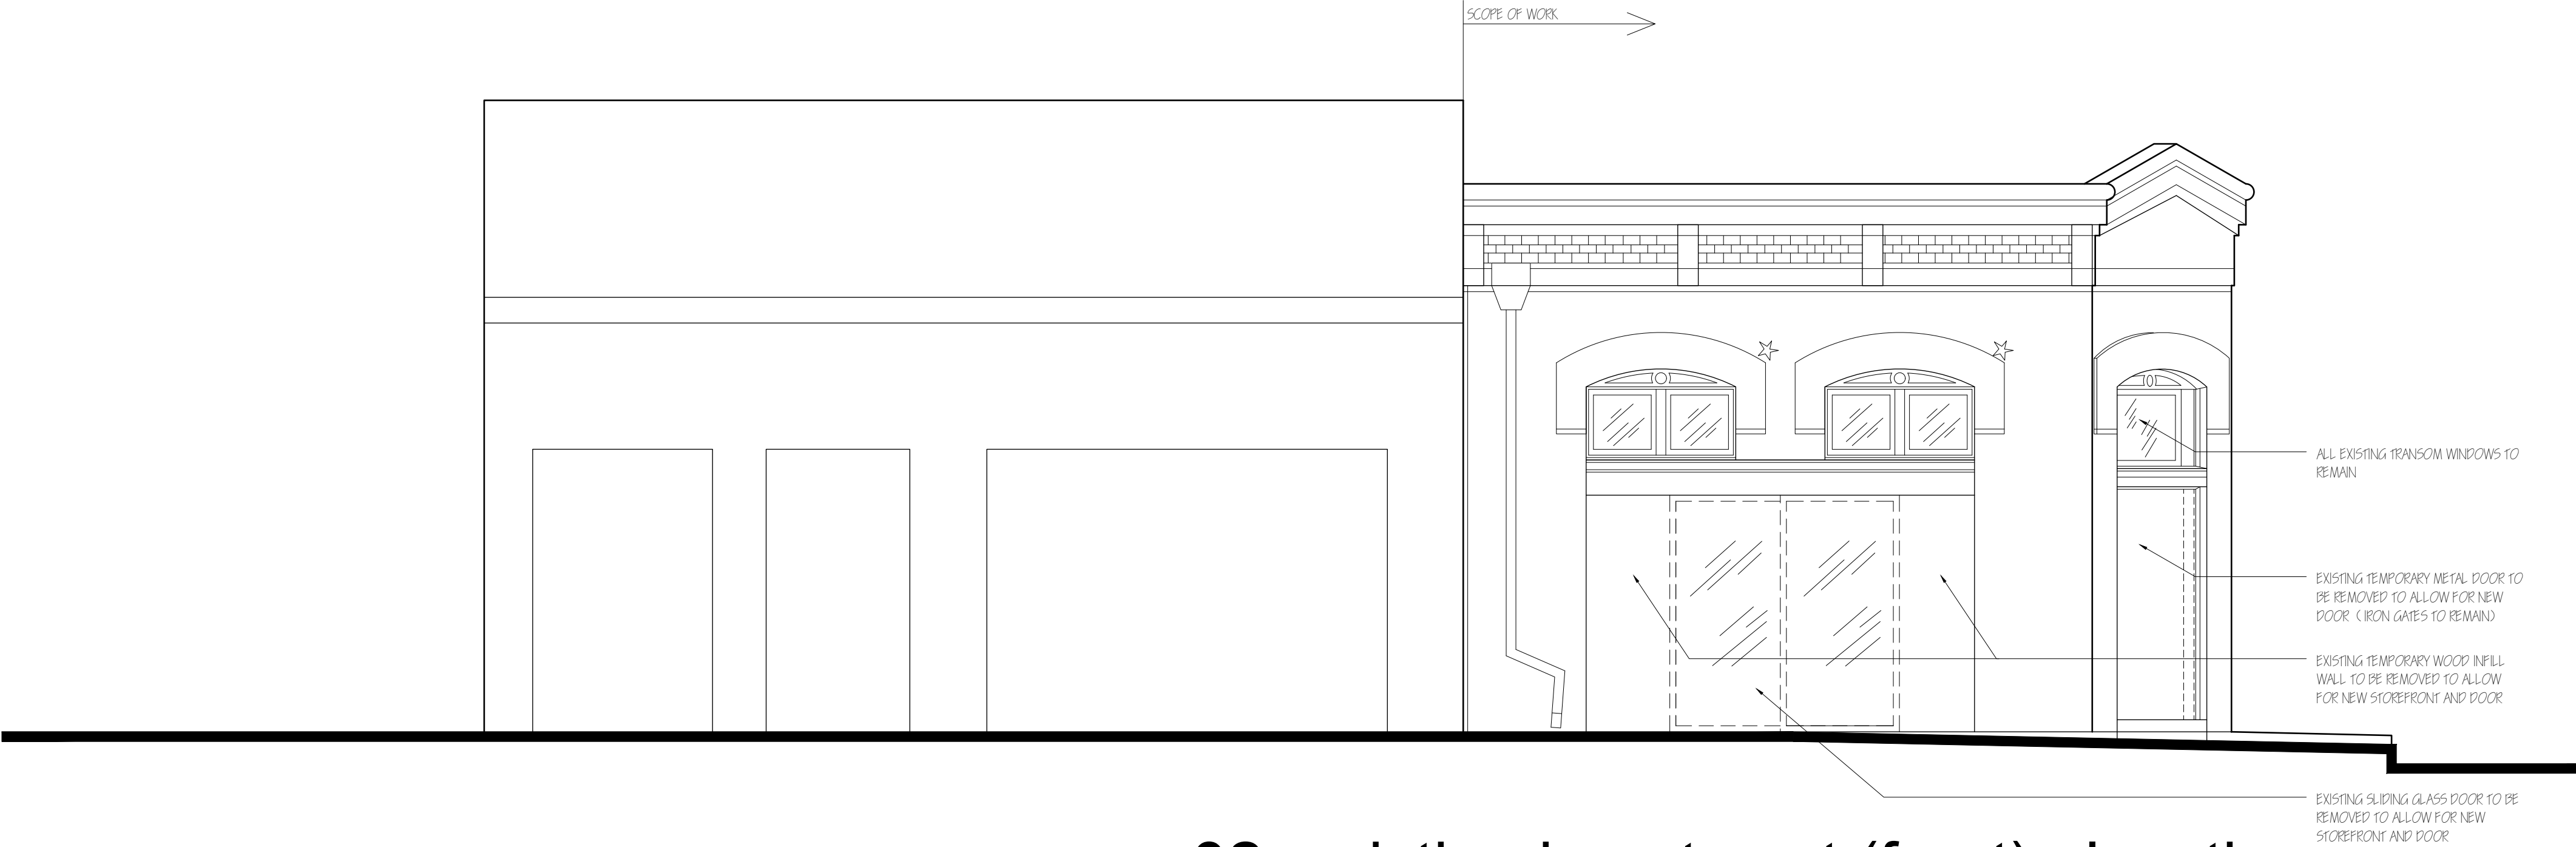 SCOPE OF WORK
ALL EXISTING TRANSOM WINDOWS TO
REMAIN
EXISTING TEMPORARY METAL DOOR TO
BE REMOVED TO ALLOW FOR NEW
DOOR ( IRON GATES TO REMAIN)
EXISTING TEMPORARY WOOD INFILL
WALL TO BE REMOVED TO ALLOW
FOR NEW STOREFRONT AND DOOR
EXISTING SLIDING GLASS DOOR TO BE
REMOVED TO ALLOW FOR NEW
STOREFRONT AND DOOR